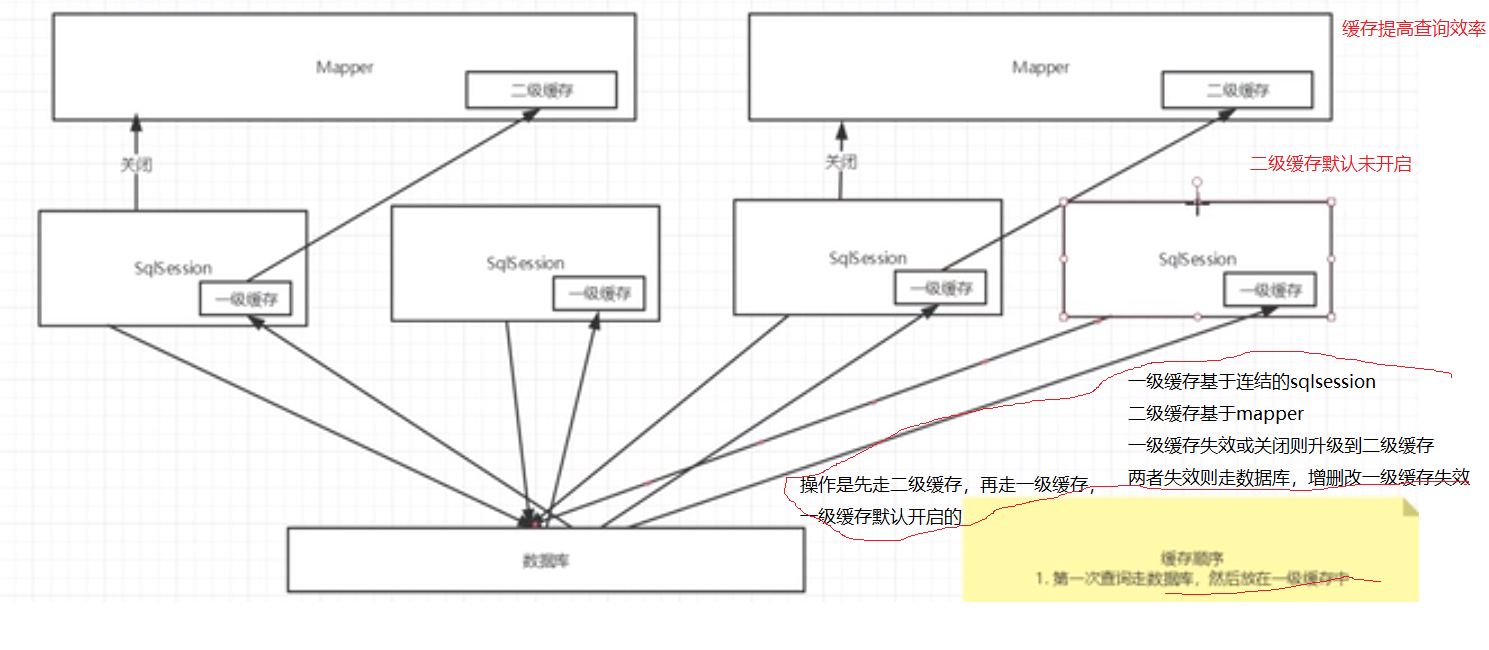 缓存提高查询效率
Mapper
二级缓存
Mapper
二级缓存
关闭
关闭
二级缓存默认未开启
SqlSession
一级缓存
SqlSession
一级缓存
SqlSession
一级缓存
SqlSession
一级缓存
一级缓存基于连结的sqlsession
二级缓存基于mapper
一级缓存失效或关闭则升级到二级缓存
两者失效则走数据库，增删改一级缓存失效
操作是先走二级缓存，再走一级缓存，
一级缓存默认开启的
数据库
缓存顺序
1. 第一次查询走数据库，然后放在一级缓存中